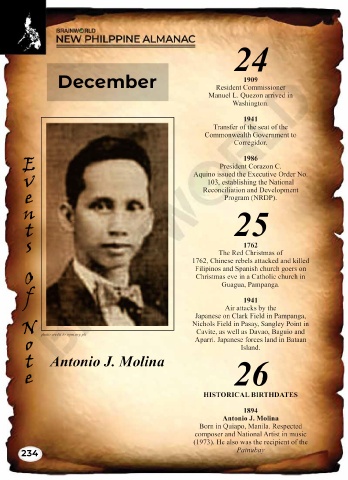 BRAINWORLD
NEW PHILPPINE ALMANAC
December
Events Of Note
Antonio J. Molina
24
1909
Resident Commissioner
Manuel L. Quezon arrived in
Washington.
1941
Transfer of the seat of the
Commonwealth Government to
Corregidor.
1986
President Corazon C.
Aquino issued the Executive Order No.
103, establishing the National
Reconciliation and Development
Program (NRDP).
25
1762
The Red Christmas of
1762, Chinese rebels attacked and killed
Filipinos and Spanish church goers on
Christmas eve in a Catholic church in
Guagua, Pampanga.
1941
Air attacks by the
Japanese on Clark Field in Pampanga,
Nichols Field in Pasay, Sangley Point in
Cavite, as well as Davao, Baguio and
Aparri. Japanese forces land in Bataan
Island.
26
HISTORICAL BIRTHDATES
1894
Antonio J. Molina
Born in Quiapo, Manila. Respected
composer and National Artist in music
(1973). He also was the recipient of the
Patnubay
234